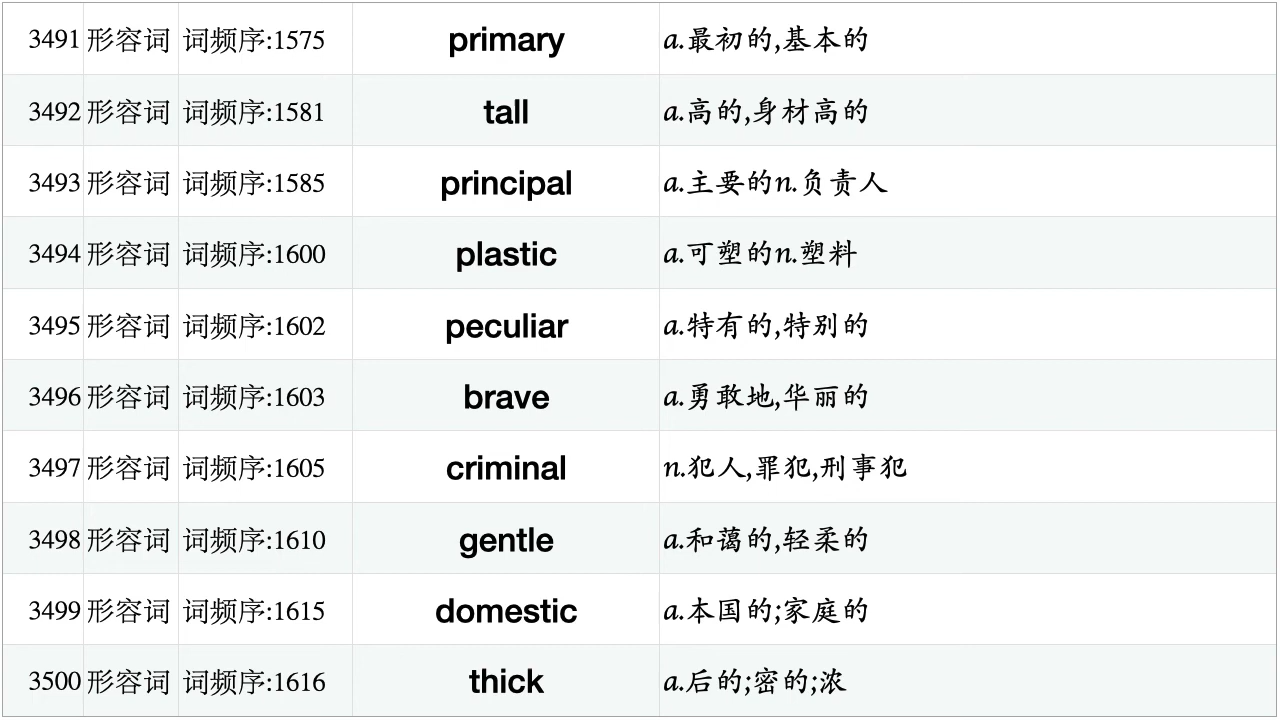 3491 形容词 词频序:1575 primary a.最初的,基本的
3492 形容词 词频序:1581 tall a.高的,身材高的
3493 形容词 词频序:1585 principal a.主要的n.负责人
3494 形容词 词频序:1600 plastic a.可塑的n.塑料
3495 形容词 词频序:1602 peculiar a.特有的,特别的
3496 形容词 词频序:1603 brave a.勇敢地,华丽的
3497 形容词 词频序:1605 criminal n.犯人,罪犯,刑事犯
3498 形容词 词频序:1610 gentle a.和蔼的,轻柔的
3499 形容词 词频序:1615 domestic a.本国的;家庭的
3500 形容词 词频序:1616 thick a.后的;密的;浓